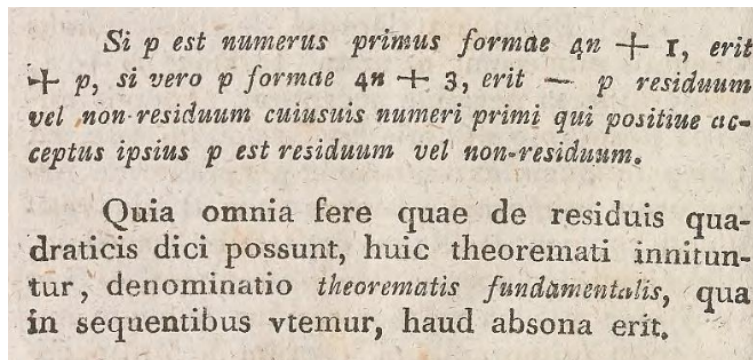 Si p est numerus primus formae 4n + 1, erit
+ p, si vero p formae 4n + 3, erit — p residuum
vel non-residuum cuiusuis numeri primi qui positiue ac-
ceptus ipsius p est residuum vel non-residuum.
Quia omnia fere quae de residuis qua-
draticis dici possunt, huic theoremati innitun-
tur, denominatio theorematis fundamentalis, qua
in sequentibus vtemur, haud absona erit.